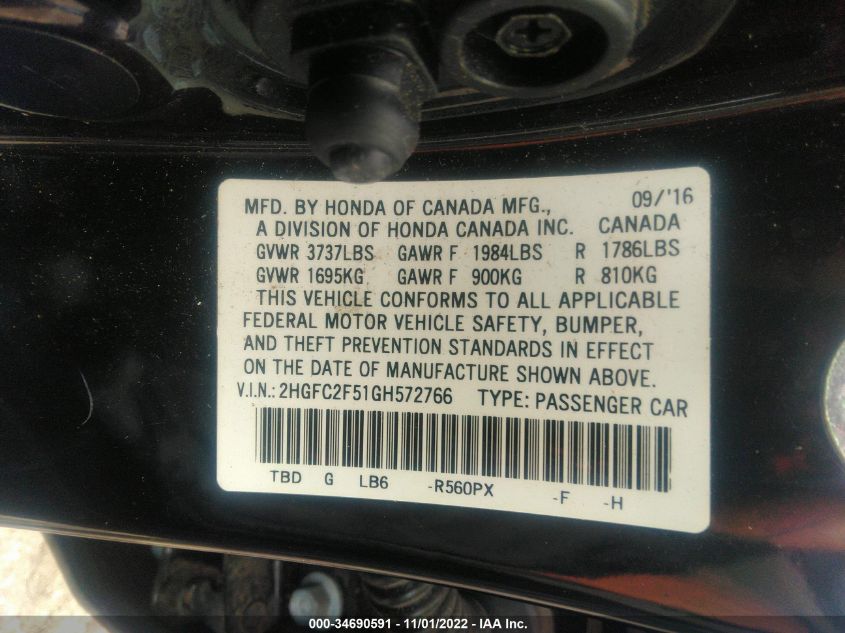 MFD. BY HONDA OF CANADA MFG., 09/'16
A DIVISION OF HONDA CANADA INC. CANADA
GVWR 3737LBS GAWR F 1984LBS R 1786LBS
GVWR 1695KG GAWR F 900KG R 810KG
THIS VEHICLE CONFORMS TO ALL APPLICABLE
FEDERAL MOTOR VEHICLE SAFETY, BUMPER,
AND THEFT PREVENTION STANDARDS IN EFFECT
ON THE DATE OF MANUFACTURE SHOWN ABOVE.
V.I.N.: 2HGFC2F51GH572766 TYPE: PASSENGER CAR
TBD G LB6 -R560PX -F -H
000-34690591 - 11/01/2022 - IAA Inc.